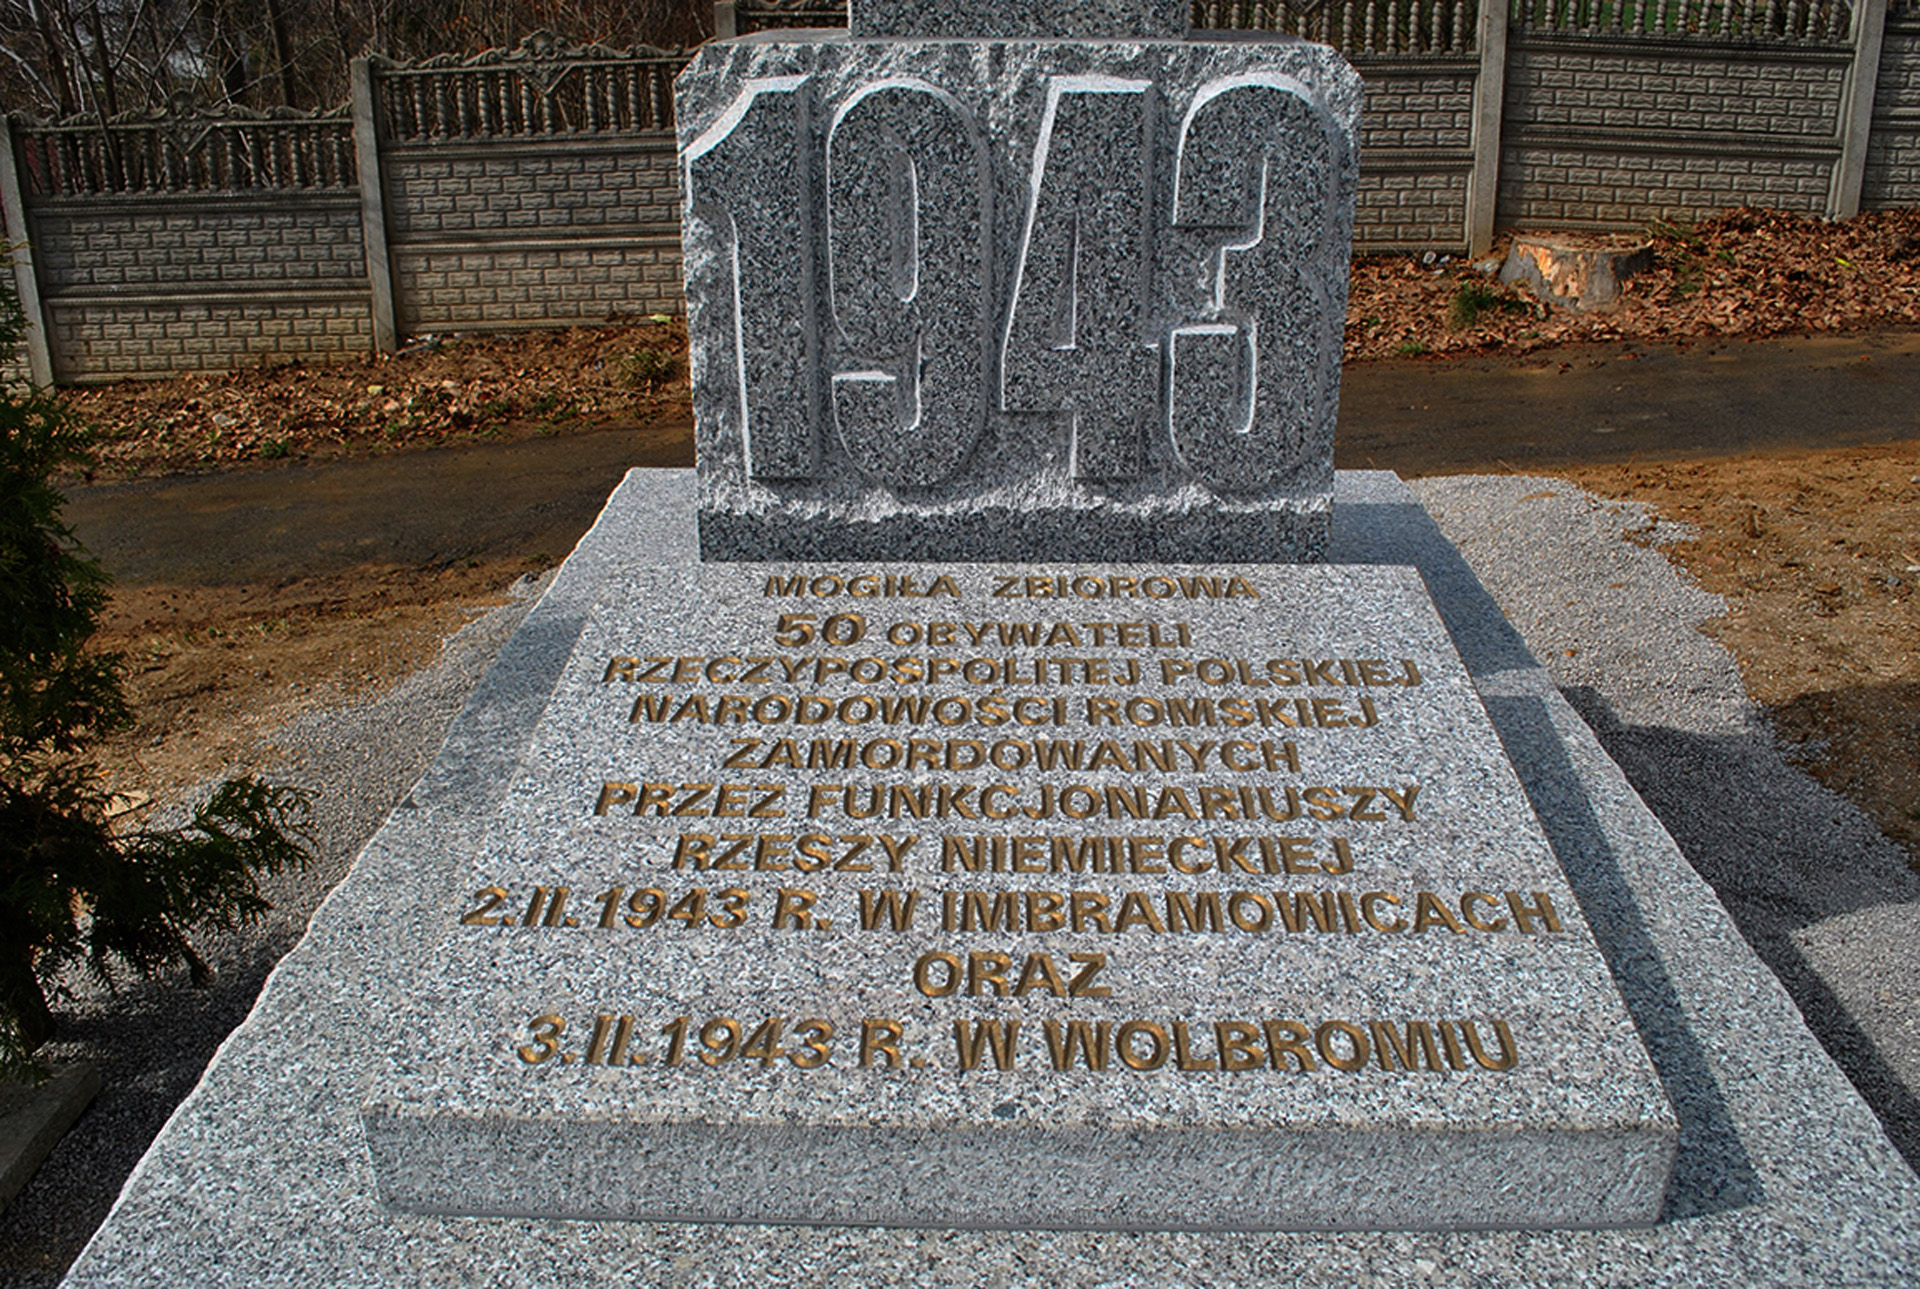 1943
MOGIŁA ZBIOROWA
50 OBYWATELI
RZECZYPOSPOLITEJ POLSKIEJ
NARODOWOŚCI ROMSKIEJ
ZAMORDOWANYCH
PRZEZ FUNKCJONARIUSZY
RZESZY NIEMIECKIEJ
2.II.1943 R. W IMBRAMOWICACH
ORAZ
3.II.1943 R. W WOLBROMIU